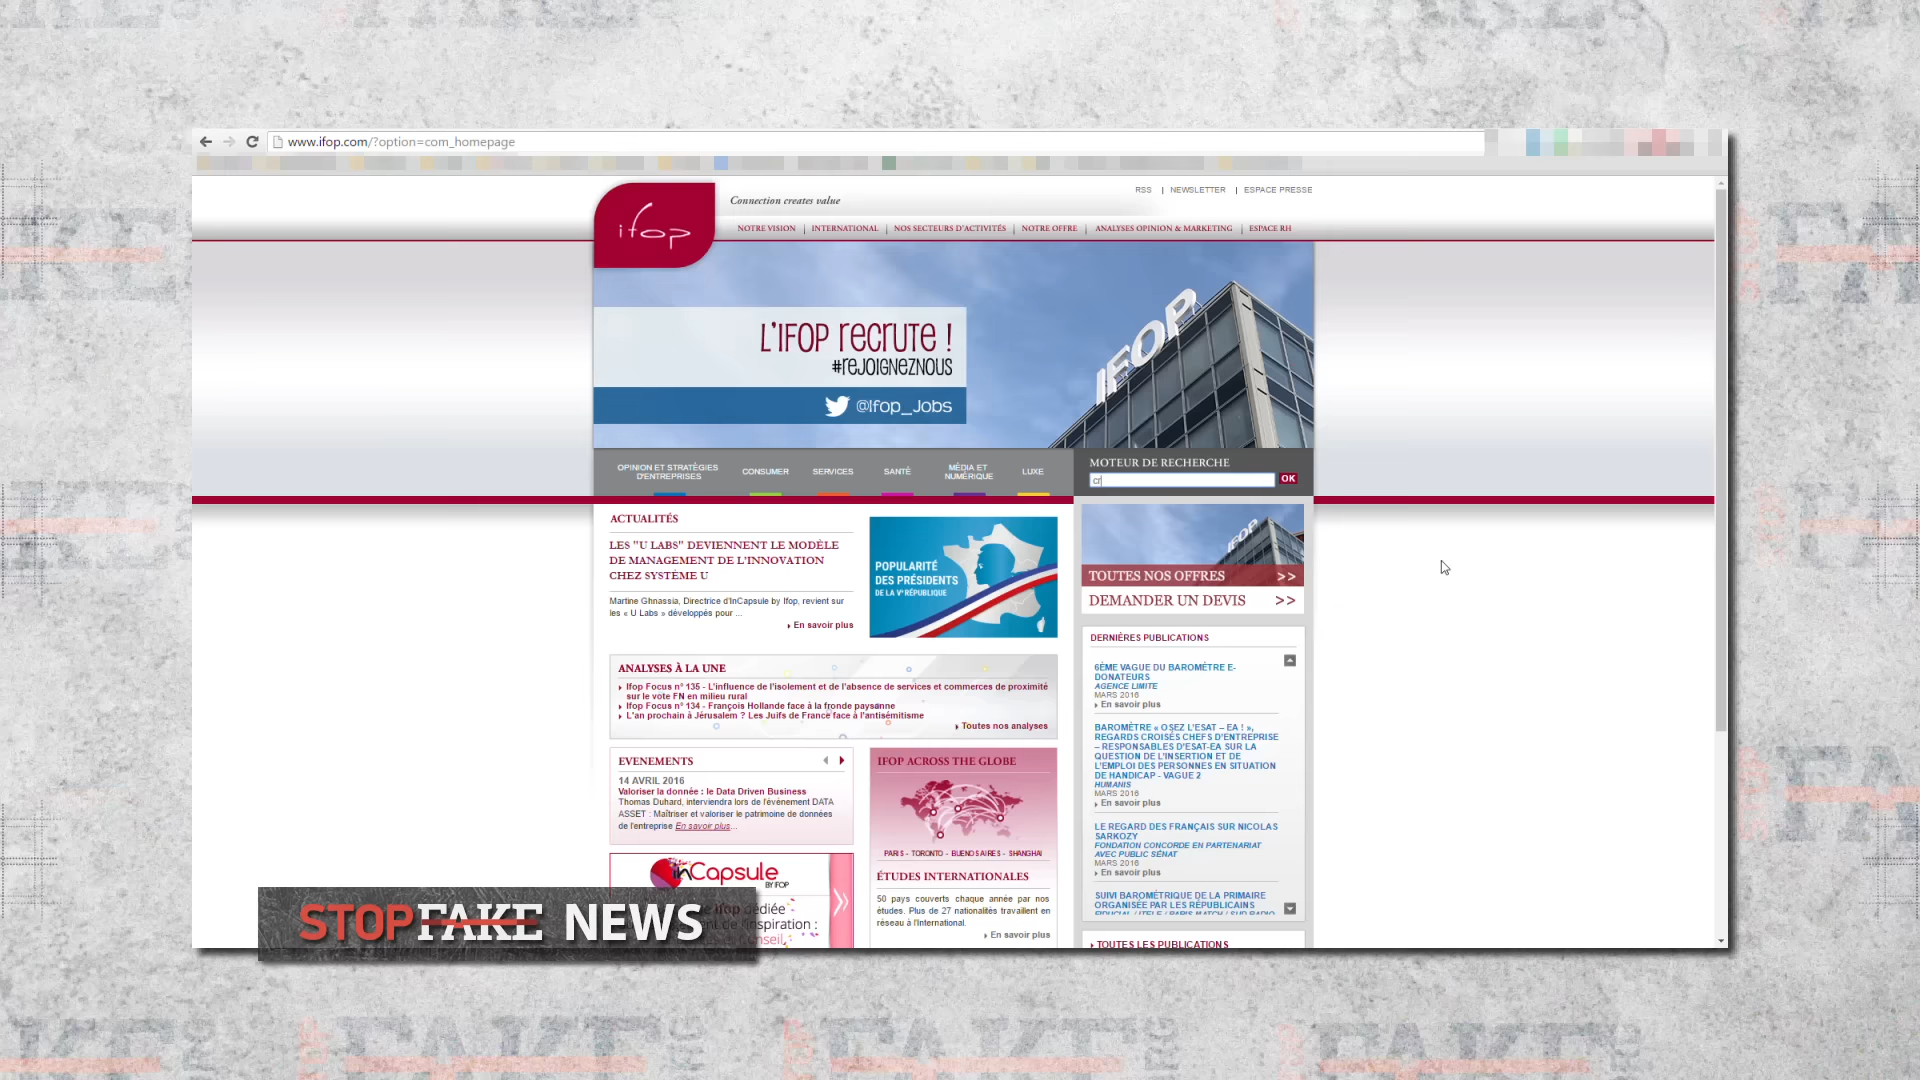 www.ifop.com/?option=com_homepage
RSS | NEWSLETTER | ESPACE PRESSE
ifop
Connection creates value
NOTRE VISION | INTERNATIONAL | NOS SECTEURS D'ACTIVITÉS | NOTRE OFFRE | ANALYSES OPINION & MARKETING | ESPACE RH
IFOP
L'IFOP recrute !
#rejoigneznous
@Ifop_Jobs
OPINION ET STRATÉGIES D'ENTREPRISES
CONSUMER
SERVICES
SANTÉ
MÉDIA ET NUMÉRIQUE
LUXE
MOTEUR DE RECHERCHE
cr
OK
ACTUALITÉS
LES "U LABS" DEVIENNENT LE MODÈLE
DE MANAGEMENT DE L'INNOVATION
CHEZ SYSTÈME U
Martine Ghnassia, Directrice d'InCapsule by Ifop, revient sur
les « U Labs » développés pour ...
En savoir plus
POPULARITÉ
DES PRÉSIDENTS
DE LA Vᴱ RÉPUBLIQUE
IFOP
TOUTES NOS OFFRES >>
DEMANDER UN DEVIS >>
ANALYSES À LA UNE
Ifop Focus n° 135 - L'influence de l'isolement et de l'absence de services et commerces de proximité
sur le vote FN en milieu rural
Ifop Focus n° 134 - François Hollande face à la fronde paysanne
L'an prochain à Jérusalem ? Les Juifs de France face à l'antisémitisme
Toutes nos analyses
EVENEMENTS
14 AVRIL 2016
Valoriser la donnée : le Data Driven Business
Thomas Duhard, interviendra lors de l'événement DATA
ASSET : Maîtriser et valoriser le patrimoine de données
de l'entreprise En savoir plus...
inCapsule
BY IFOP
IFOP ACROSS THE GLOBE
PARIS - TORONTO - BUENOS AIRES - SHANGHAI
ÉTUDES INTERNATIONALES
50 pays couverts chaque année par nos
études. Plus de 27 nationalités travaillent en
réseau à l'International.
En savoir plus
DERNIÈRES PUBLICATIONS
6ÈME VAGUE DU BAROMÈTRE E-
DONATEURS
AGENCE LIMITE
MARS 2016
En savoir plus
BAROMÈTRE « OSEZ L'ESAT – EA ! »,
REGARDS CROISÉS CHEFS D'ENTREPRISE
– RESPONSABLES D'ESAT-EA SUR LA
QUESTION DE L'INSERTION ET DE
L'EMPLOI DES PERSONNES EN SITUATION
DE HANDICAP - VAGUE 2
HUMANIS
MARS 2016
En savoir plus
LE REGARD DES FRANÇAIS SUR NICOLAS
SARKOZY
FONDATION CONCORDE EN PARTENARIAT
AVEC PUBLIC SÉNAT
MARS 2016
En savoir plus
SUIVI BAROMÉTRIQUE DE LA PRIMAIRE
ORGANISÉE PAR LES RÉPUBLICAINS
FIDUCIAL / ITELE / PARIS MATCH / SUD RADIO
TOUTES LES PUBLICATIONS
Ifop dédiée
de l'inspiration :
Conseil,
STOPFAKE NEWS